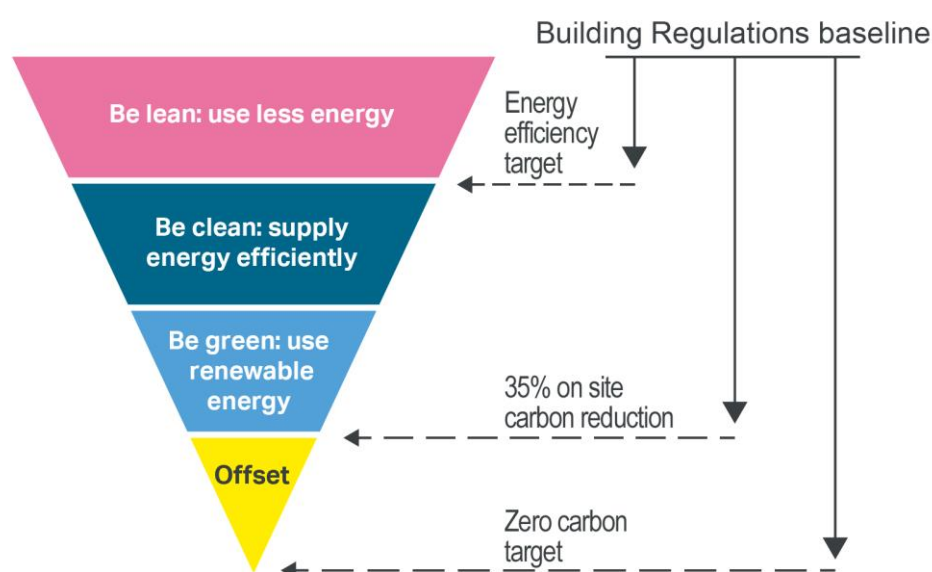 Building Regulations baseline
Be lean: use less energy
Energy
efficiency
target
Be clean: supply
energy efficiently
Be green: use
renewable
energy
35% on site
carbon reduction
Offset
Zero carbon
target